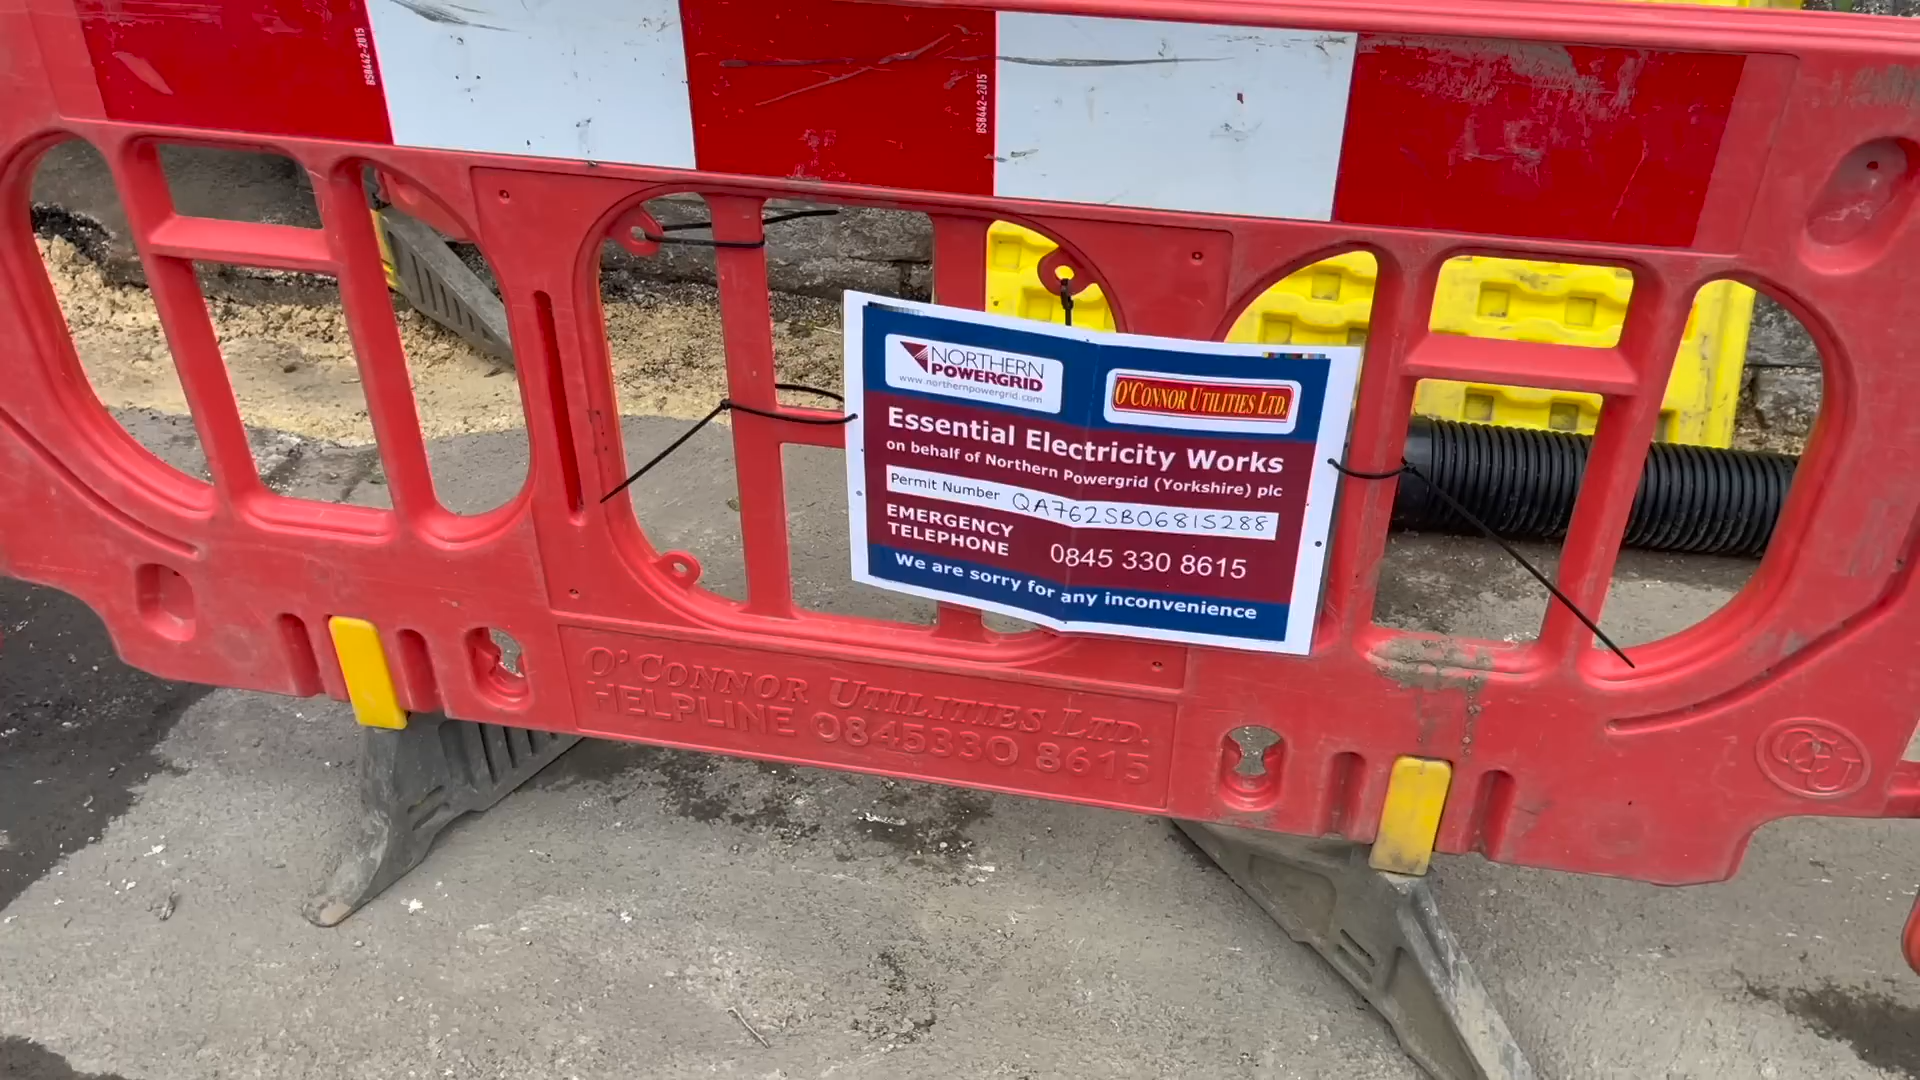 BS8442-2015
BS8442-2015
NORTHERN
POWERGRID
www.northernpowergrid.com
O'CONNOR UTILITIES LTD.
Essential Electricity Works
on behalf of Northern Powergrid (Yorkshire) plc
Permit Number QA762SB0681S288
EMERGENCY
TELEPHONE 0845 330 8615
We are sorry for any inconvenience
O'CONNOR UTILITIES LTD.
HELPLINE 0845330 8615